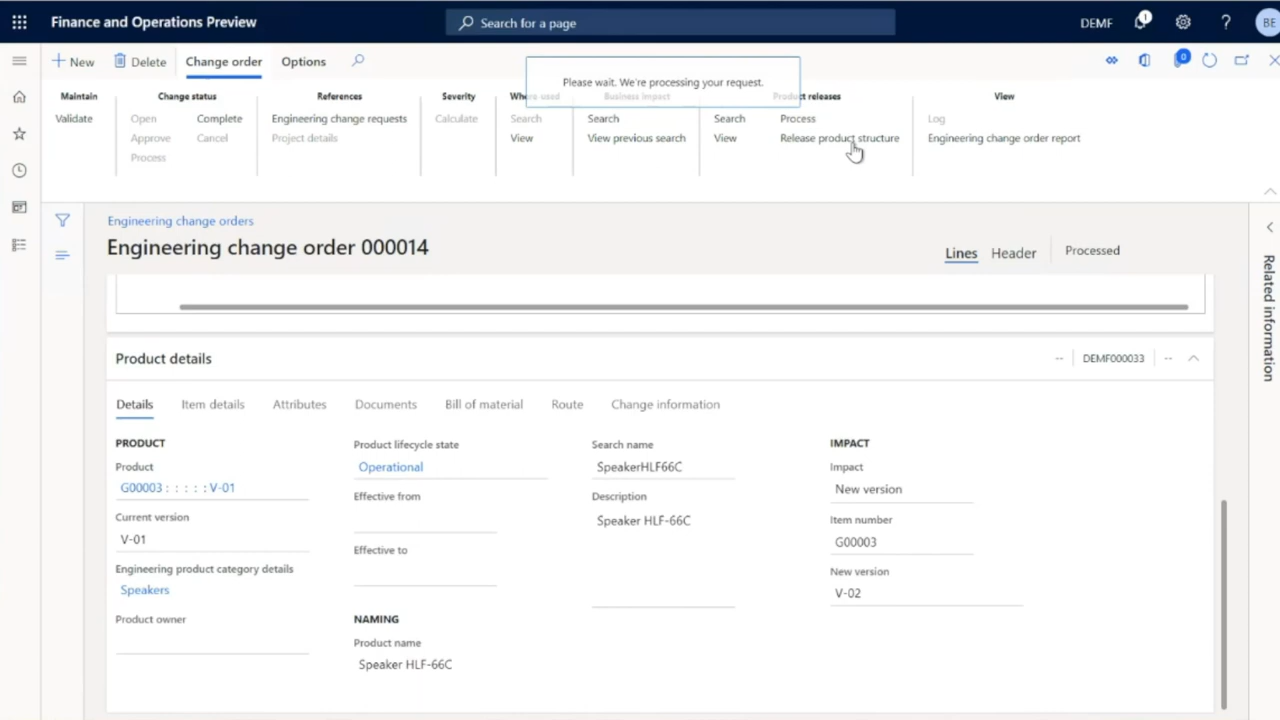 Finance and Operations Preview
Search for a page
DEMF
1
?
BE
New
Delete
Change order
Options
0
Please wait. We're processing your request.
Maintain
Validate
Change status
Open
Complete
Approve
Cancel
Process
References
Engineering change requests
Project details
Severity
Calculate
Where used
Search
View
Business impact
Search
View previous search
Product releases
Search
Process
View
Release product structure
View
Log
Engineering change order report
Engineering change orders
Engineering change order 000014
Lines
Header
Processed
Related information
Product details
--
DEMF000033
--
Details
Item details
Attributes
Documents
Bill of material
Route
Change information
PRODUCT
Product
G00003 : : : : : V-01
Current version
V-01
Engineering product category details
Speakers
Product owner
Product lifecycle state
Operational
Effective from
Effective to
NAMING
Product name
Speaker HLF-66C
Search name
SpeakerHLF66C
Description
Speaker HLF-66C
IMPACT
Impact
New version
Item number
G00003
New version
V-02